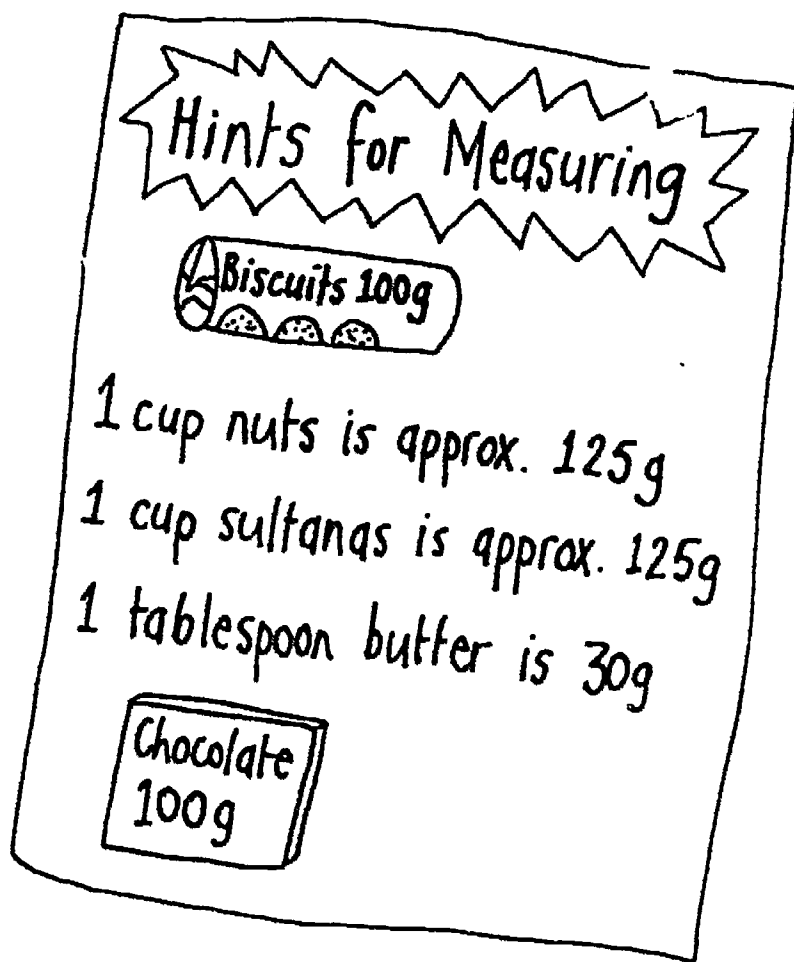 Hints for Measuring
Biscuits 100g
1 cup nuts is approx. 125g
1 cup sultanas is approx. 125g
1 tablespoon butter is 30g
Chocolate
100g